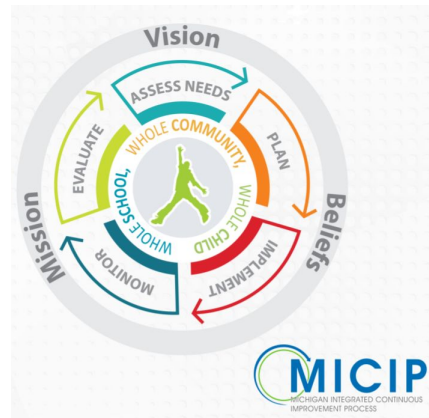 Vision
ASSESS NEEDS
PLAN
IMPLEMENT
MONITOR
EVALUATE
WHOLE SCHOOL,
WHOLE COMMUNITY,
WHOLE CHILD
Beliefs
Mission
MICIP
MICHIGAN INTEGRATED CONTINUOUS
IMPROVEMENT PROCESS